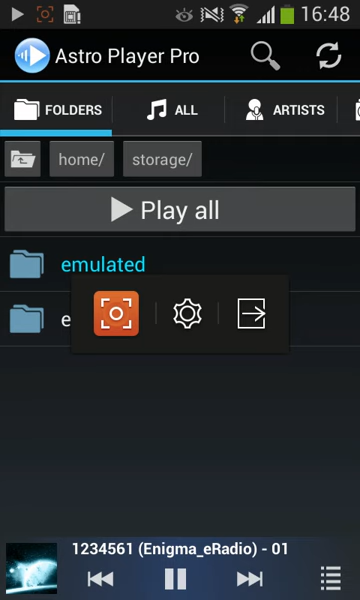 16:48
Astro Player Pro
FOLDERS
ALL
ARTISTS
home/
storage/
Play all
emulated
e
1234561 (Enigma_eRadio) - 01